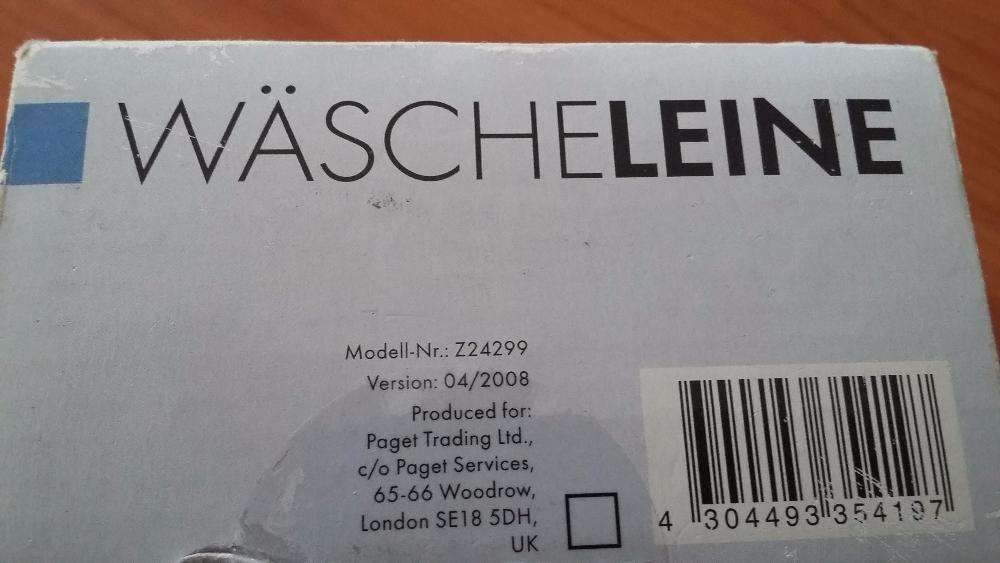 WÄSCHELEINE
Modell-Nr.: Z24299
Version: 04/2008
Produced for:
Paget Trading Ltd.,
c/o Paget Services,
65-66 Woodrow,
London SE18 5DH,
UK
4 304493 354197